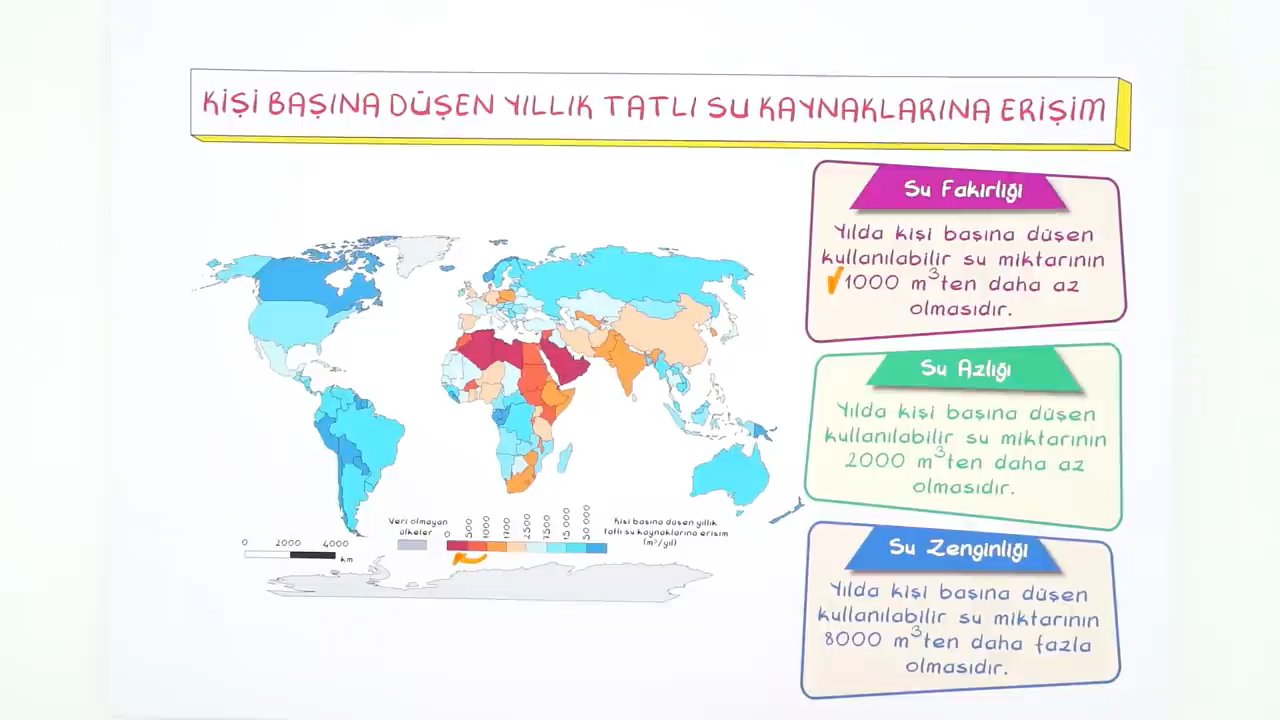 KİŞİ BAŞINA DÜŞEN YILLIK TATLI SU KAYNAKLARINA ERİŞİM
Su Fakirliği
Yılda kişi başına düşen
kullanılabilir su miktarının
1000 m³ten daha az
olmasıdır.
Su Azlığı
Yılda kişi başına düşen
kullanılabilir su miktarının
2000 m³ten daha az
olmasıdır.
Su Zenginliği
Yılda kişi başına düşen
kullanılabilir su miktarının
8000 m³ten daha fazla
olmasıdır.
0 2000 4000
km
Veri olmayan
ülkeler
0 500 1000 1700 2500 7500 15 000 50 000
Kişi başına düşen yıllık
tatlı su kaynaklarına erişim
(m³/yıl)